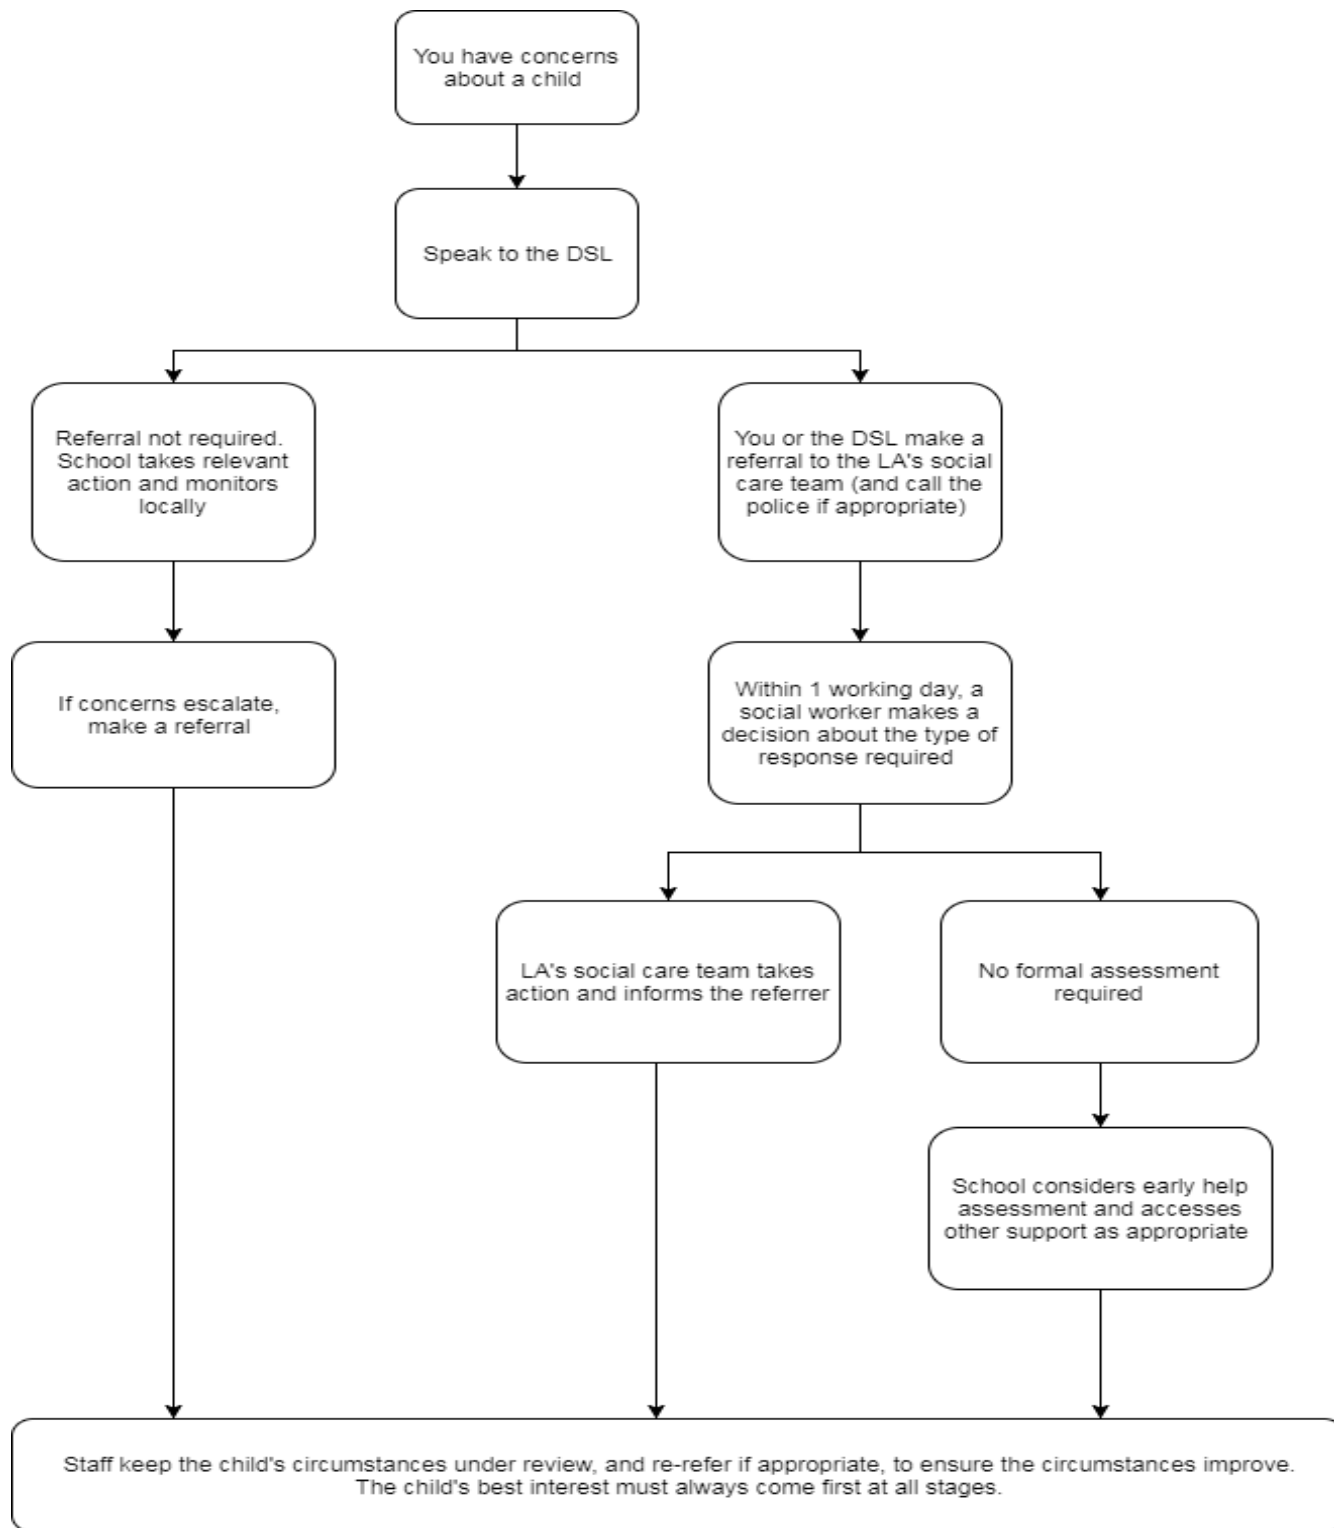 You have concerns
about a child
Speak to the DSL
Referral not required.
School takes relevant
action and monitors
locally
You or the DSL make a
referral to the LA's social
care team (and call the
police if appropriate)
If concerns escalate,
make a referral
Within 1 working day, a
social worker makes a
decision about the type of
response required
LA's social care team takes
action and informs the referrer
No formal assessment
required
School considers early help
assessment and accesses
other support as appropriate
Staff keep the child's circumstances under review, and re-refer if appropriate, to ensure the circumstances improve.
The child's best interest must always come first at all stages.